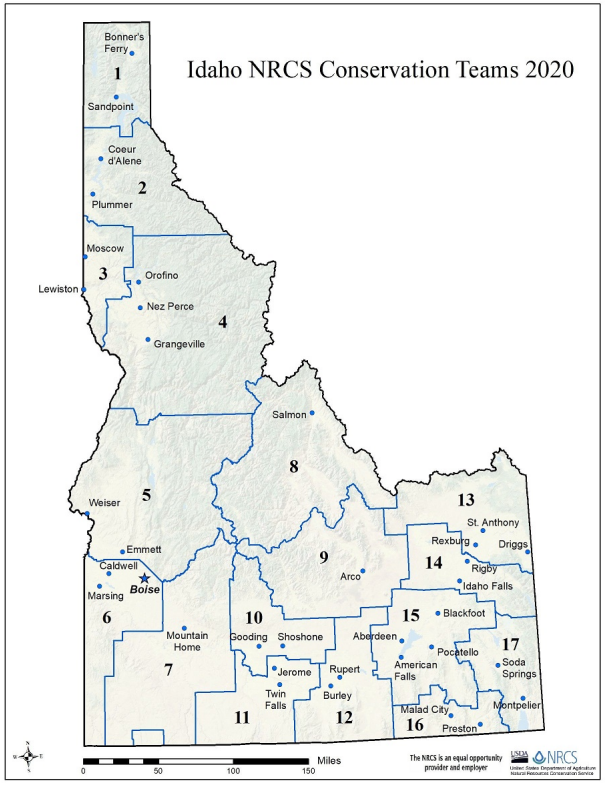 Idaho NRCS Conservation Teams 2020
Bonner's
Ferry
1
Sandpoint
Coeur
d'Alene
2
Plummer
Moscow
3
Lewiston
Orofino
Nez Perce
4
Grangeville
Salmon
8
5
Weiser
13
St. Anthony
Rexburg
Driggs
Emmett
9
14
Rigby
Caldwell
Arco
Idaho Falls
Boise
Marsing
6
10
15
Blackfoot
Mountain
Home
Gooding
Shoshone
Aberdeen
17
Pocatello
7
Jerome
Rupert
American
Falls
Soda
Springs
Twin
Falls
Burley
Montpelier
11
12
Malad City
16
Preston
N
W
E
S
0
50
100
150
Miles
The NRCS is an equal opportunity
provider and employer
USDA
NRCS
United States Department of Agriculture
Natural Resources Conservation Service